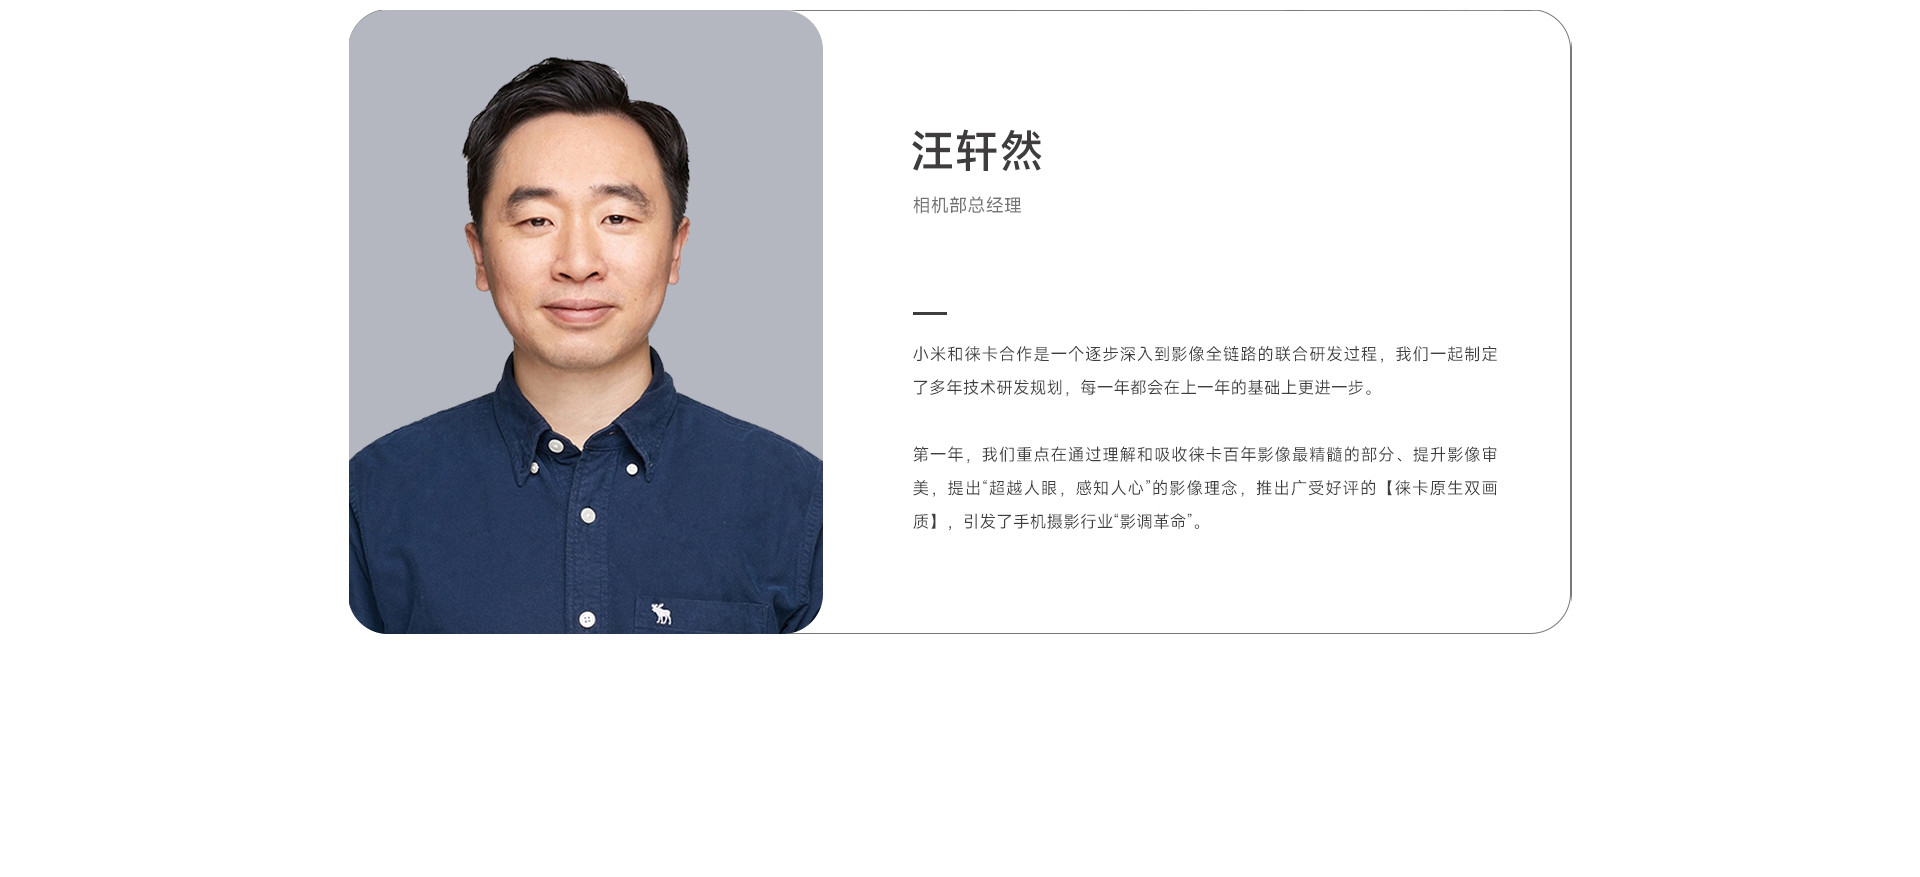 汪轩然
相机部总经理
小米和徕卡合作是一个逐步深入到影像全链路的联合研发过程，我们一起制定
了多年技术研发规划，每一年都会在上一年的基础上更进一步。
第一年，我们重点在通过理解和吸收徕卡百年影像最精髓的部分、提升影像审
美，提出“超越人眼，感知人心”的影像理念，推出广受好评的【徕卡原生双画
质】，引发了手机摄影行业“影调革命”。